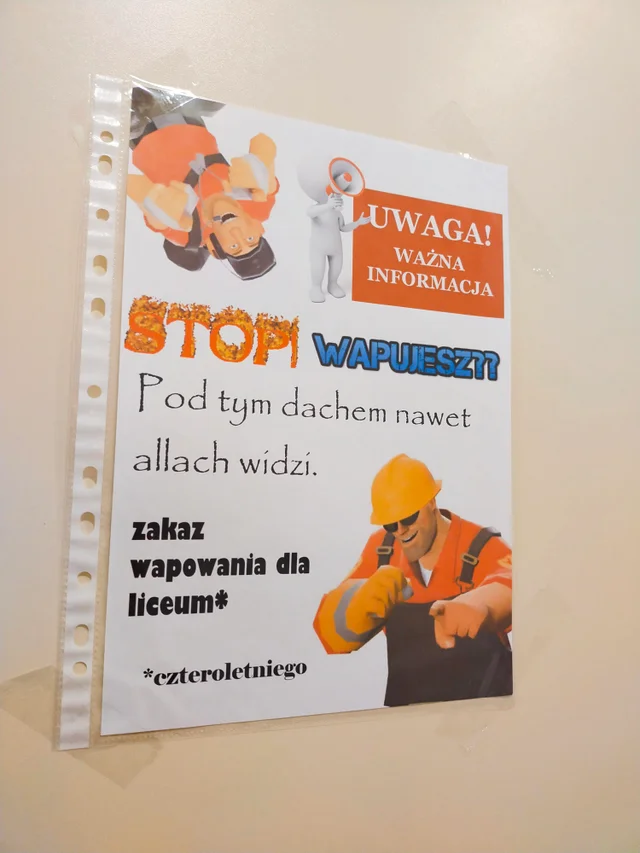 UWAGA!
WAŻNA
INFORMACJA
STOP!
WAPUJESZ??
Pod tym dachem nawet
allach widzi.
zakaz
wapowania dla
liceum*
*czteroletniego